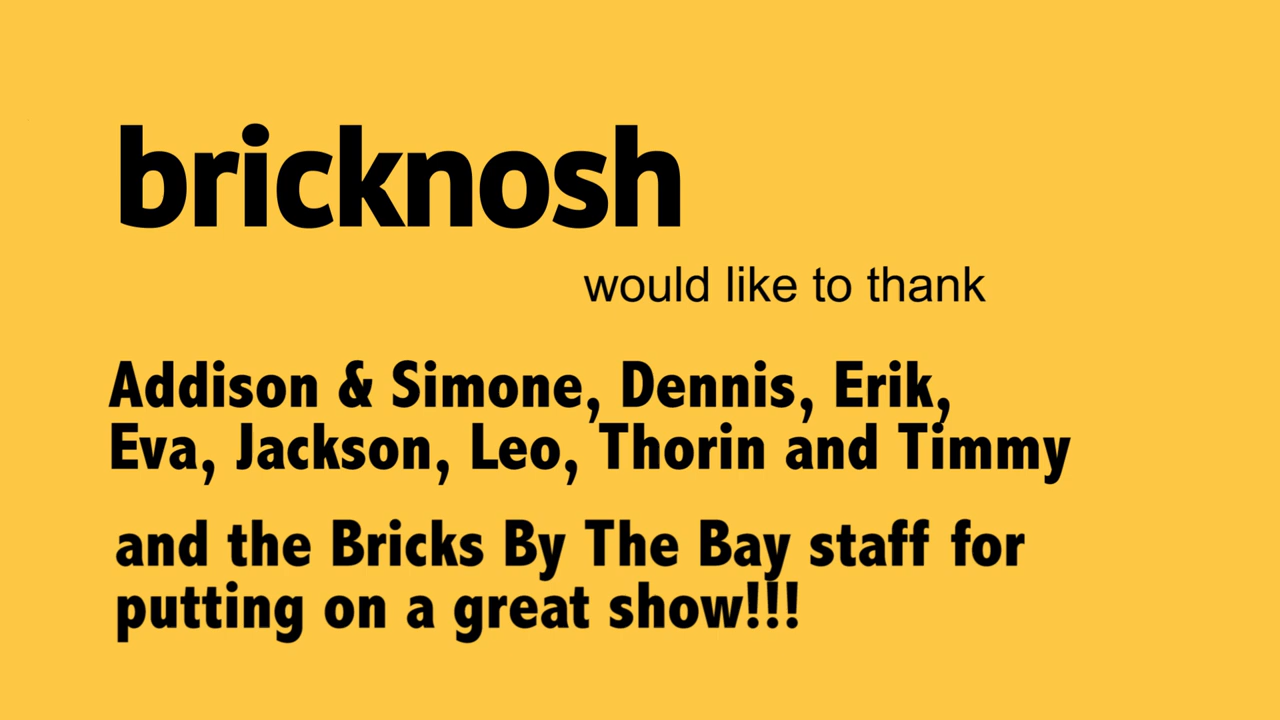 bricknosh
would like to thank
Addison & Simone, Dennis, Erik,
Eva, Jackson, Leo, Thorin and Timmy
and the Bricks By The Bay staff for
putting on a great show!!!